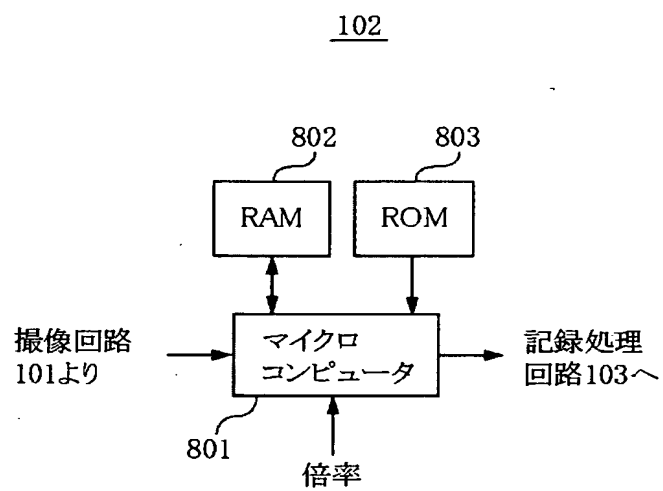 102
802
803
RAM
ROM
撮像回路
101より
マイクロ
コンピュータ
記録処理
回路103へ
801
倍率